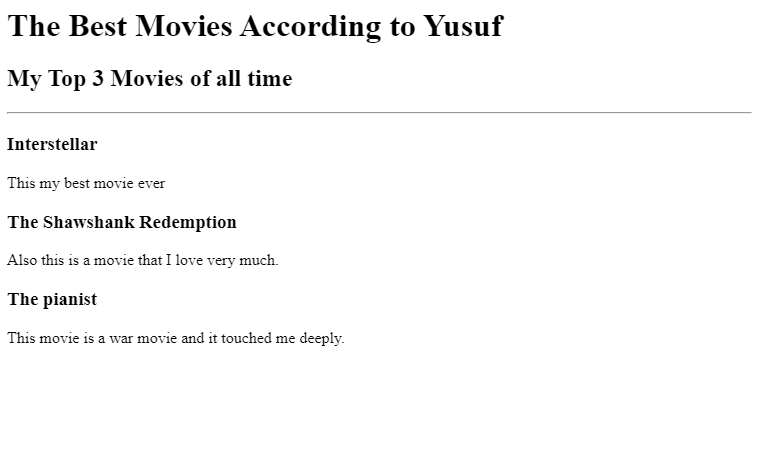 The Best Movies According to Yusuf
My Top 3 Movies of all time
Interstellar
This my best movie ever
The Shawshank Redemption
Also this is a movie that I love very much.
The pianist
This movie is a war movie and it touched me deeply.